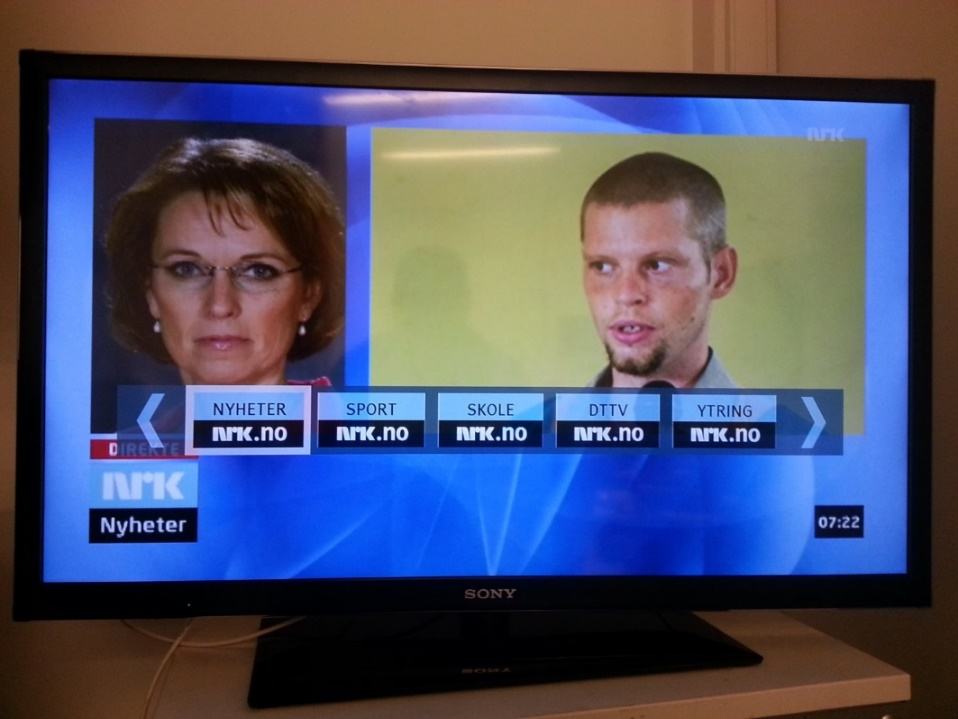 nrk
NYHETER
nrk.no
SPORT
nrk.no
SKOLE
nrk.no
DTTV
nrk.no
YTRING
nrk.no
DIREKTE
nrk
Nyheter
07:22
SONY